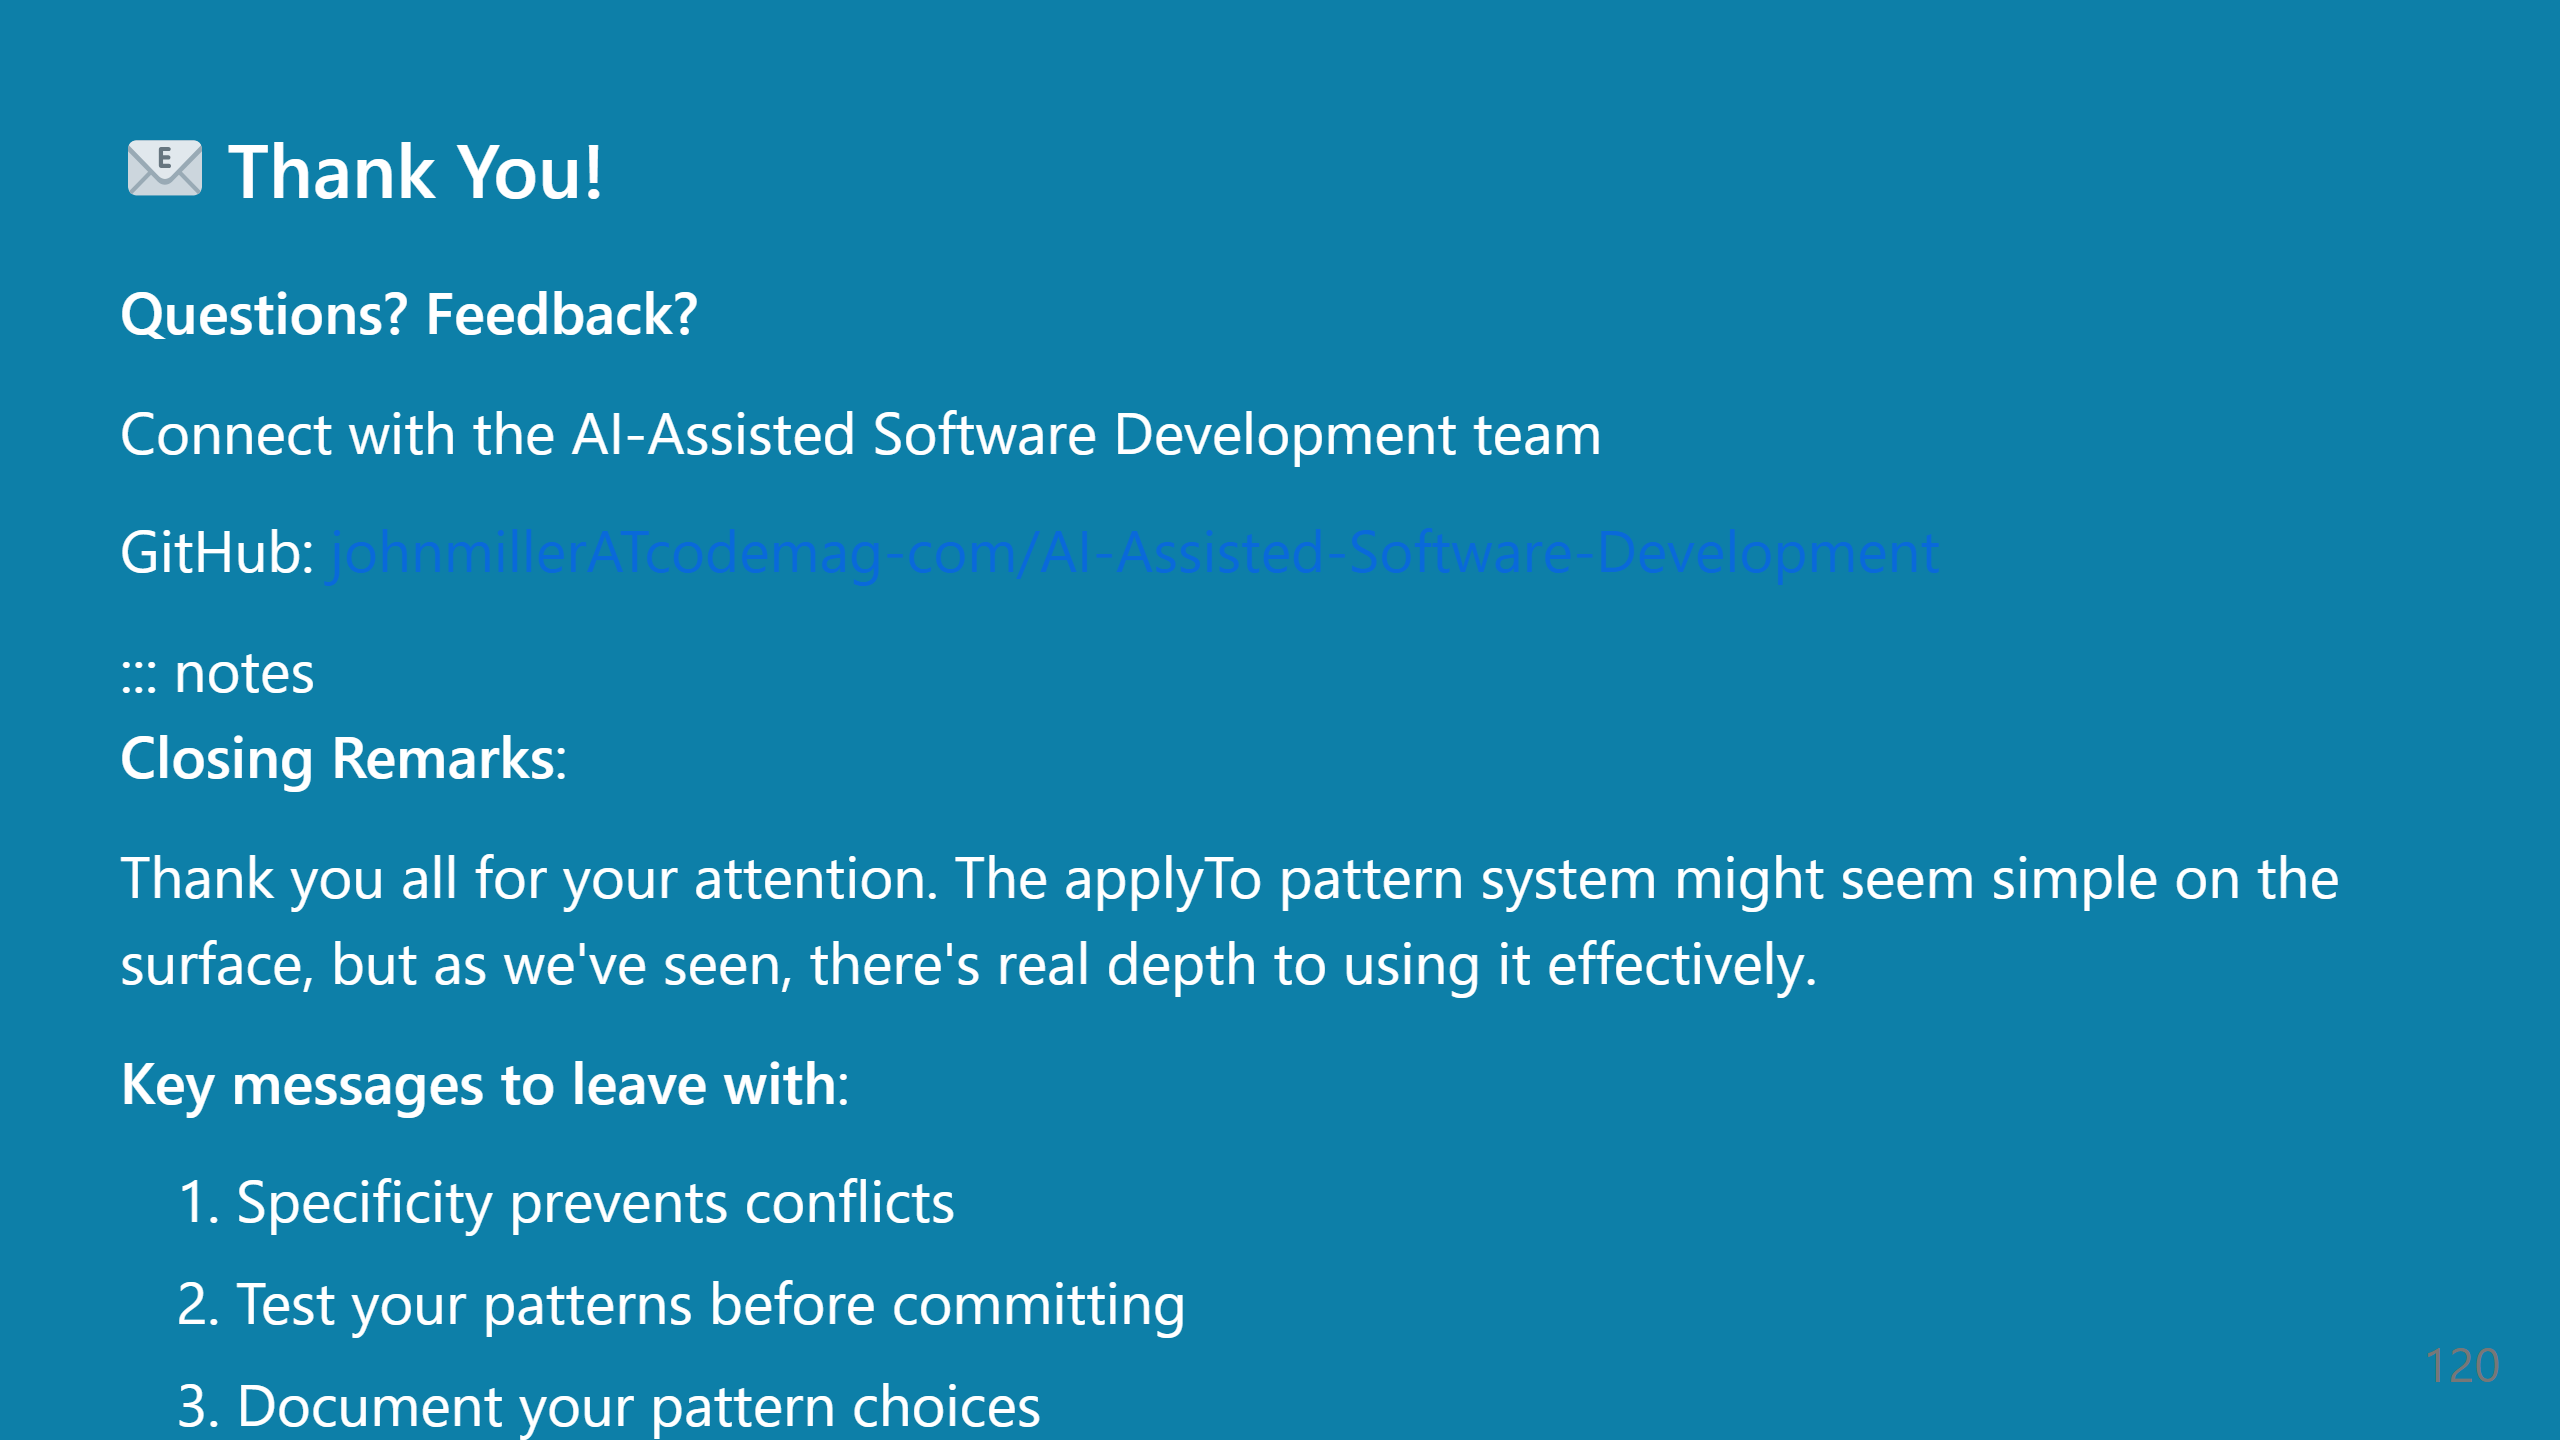 E Thank You!
Questions? Feedback?
Connect with the AI-Assisted Software Development team
GitHub: johnmillerATcodemag-com/AI-Assisted-Software-Development
::: notes
Closing Remarks:
Thank you all for your attention. The applyTo pattern system might seem simple on the
surface, but as we've seen, there's real depth to using it effectively.
Key messages to leave with:
1. Specificity prevents conflicts
2. Test your patterns before committing
3. Document your pattern choices
120